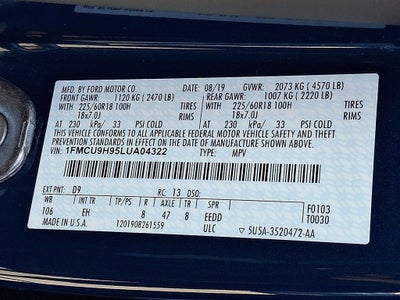 MFD. BY FORD MOTOR CO. DATE: 08/19 GVWR: 2073 KG (4570 LB)
FRONT GAWR: 1120 KG (2470 LB) REAR GAWR: 1007 KG (2220 LB)
WITH 225/60R18 100H TIRES WITH 225/60R18 100H TIRES
18x7.0J RIMS 18x7.0J RIMS
AT 230 kPa/ 33 PSI COLD AT 230 kPa/ 33 PSI COLD
THIS VEHICLE CONFORMS TO ALL APPLICABLE FEDERAL MOTOR VEHICLE SAFETY AND THEFT
PREVENTION STANDARDS IN EFFECT ON THE DATE OF MANUFACTURE SHOWN ABOVE.
VIN: 1FMCU9H95LUA04322 TYPE: MPV
EXT PNT: D9 RC: 13 DSO:
WB BRK INT TR TP/PS R AXLE TR SPR
106 EH 8 47 8 EEDD F0103
MADE IN U.S.A. 1201908261559 ULC 5U5A-3520472-AA T0030